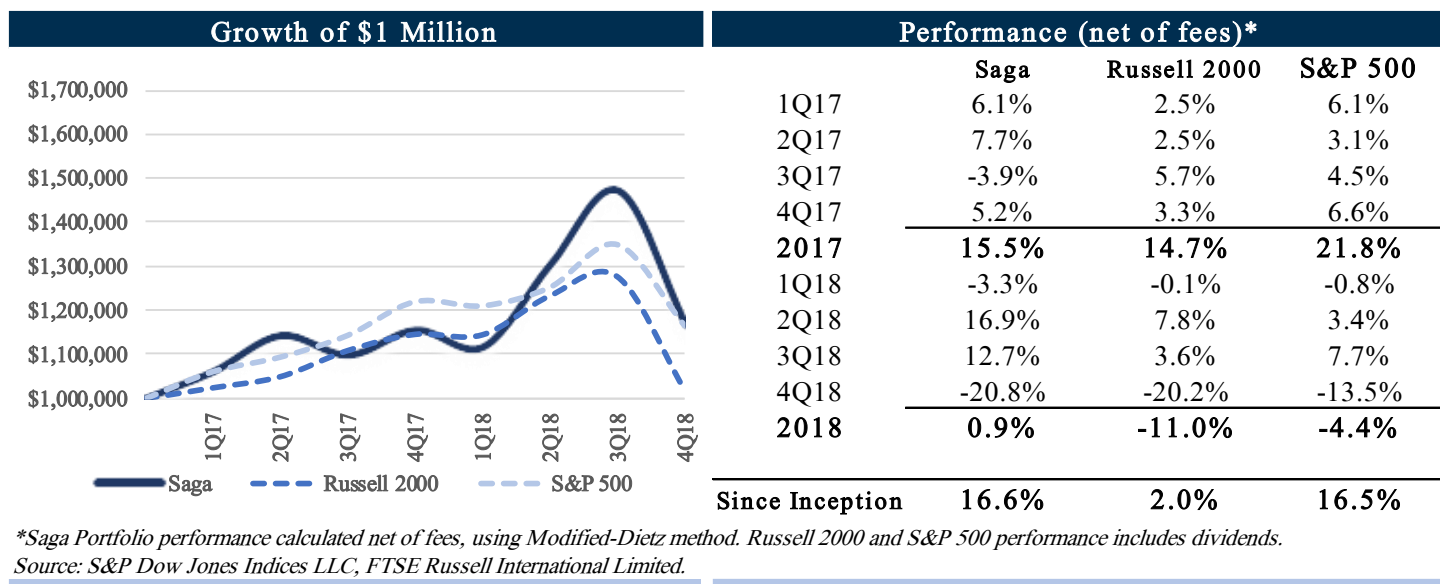 Growth of $1 Million
$1,700,000
$1,600,000
$1,500,000
$1,400,000
$1,300,000
$1,200,000
$1,100,000
$1,000,000
1Q17 2Q17 3Q17 4Q17 1Q18 2Q18 3Q18 4Q18
Saga Russell 2000 S&P 500
Performance (net of fees)*
Saga Russell 2000 S&P 500
1Q17 6.1% 2.5% 6.1%
2Q17 7.7% 2.5% 3.1%
3Q17 -3.9% 5.7% 4.5%
4Q17 5.2% 3.3% 6.6%
2017 15.5% 14.7% 21.8%
1Q18 -3.3% -0.1% -0.8%
2Q18 16.9% 7.8% 3.4%
3Q18 12.7% 3.6% 7.7%
4Q18 -20.8% -20.2% -13.5%
2018 0.9% -11.0% -4.4%
Since Inception 16.6% 2.0% 16.5%
*Saga Portfolio performance calculated net of fees, using Modified-Dietz method. Russell 2000 and S&P 500 performance includes dividends.
Source: S&P Dow Jones Indices LLC, FTSE Russell International Limited.